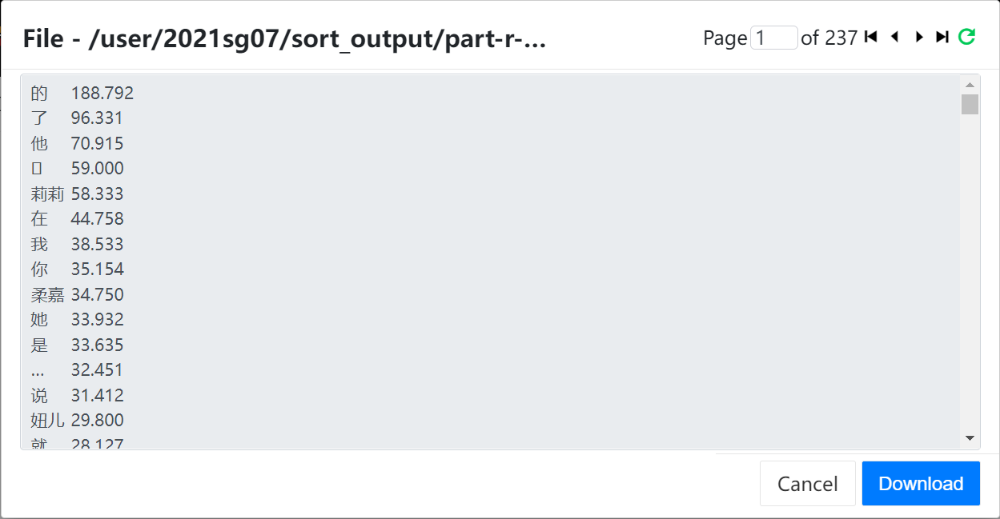 File - /user/2021sg07/sort_output/part-r-...
Page 1 of 237
的 188.792
了 96.331
他 70.915
59.000
莉莉 58.333
在 44.758
我 38.533
你 35.154
柔嘉 34.750
她 33.932
是 33.635
... 32.451
说 31.412
妞儿 29.800
就 28.127
Cancel
Download